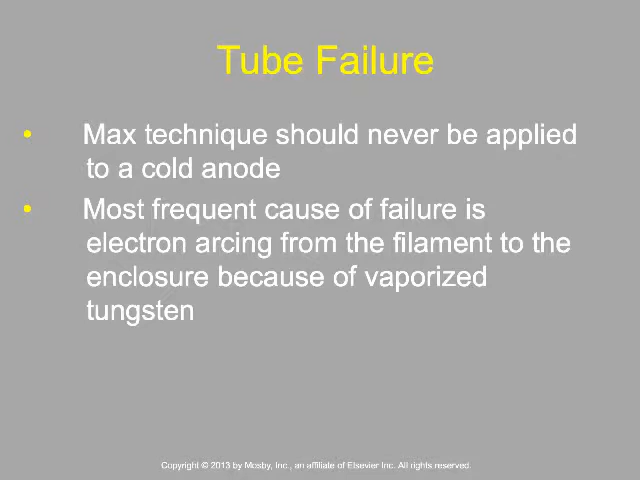 Tube Failure
• Max technique should never be applied
to a cold anode
• Most frequent cause of failure is
electron arcing from the filament to the
enclosure because of vaporized
tungsten
Copyright © 2013 by Mosby, Inc., an affiliate of Elsevier Inc. All rights reserved.